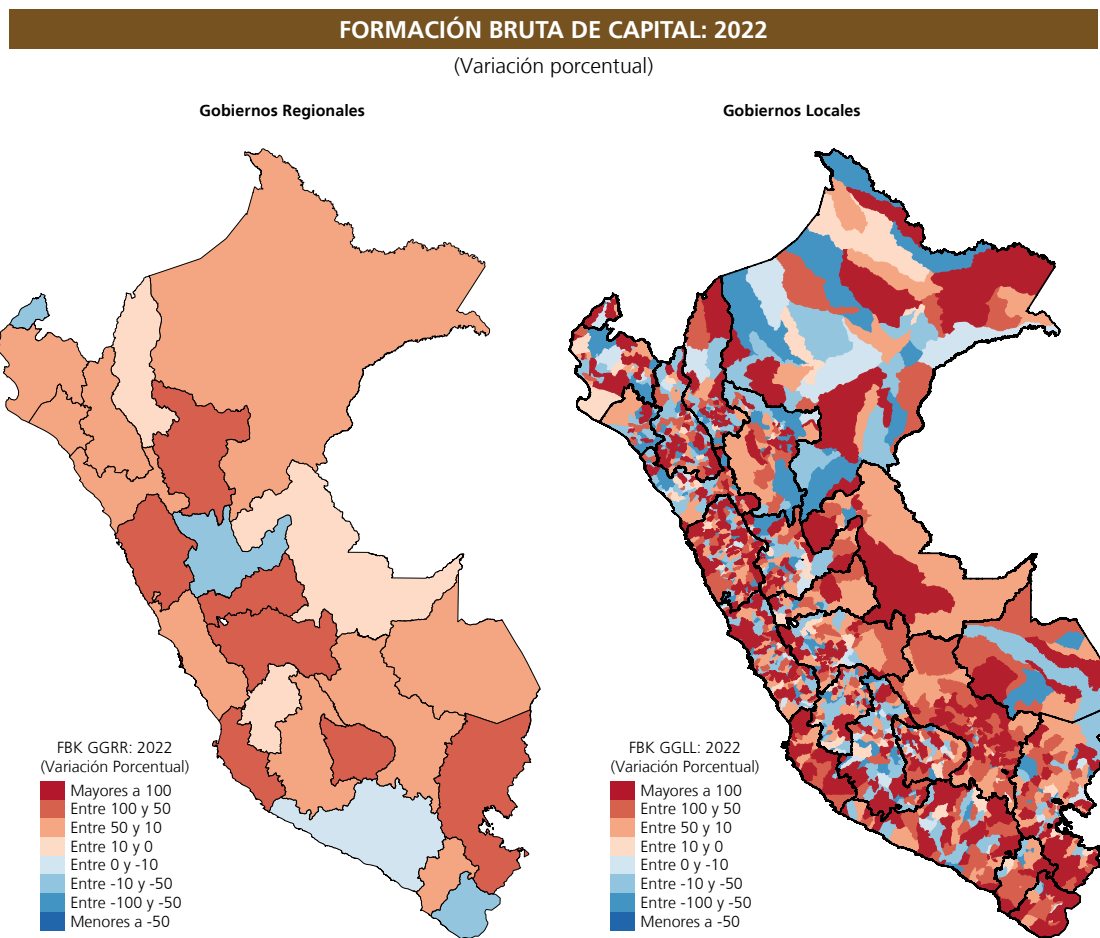 FORMACIÓN BRUTA DE CAPITAL: 2022
(Variación porcentual)
Gobiernos Regionales
Gobiernos Locales
FBK GGRR: 2022
(Variación Porcentual)
Mayores a 100
Entre 100 y 50
Entre 50 y 10
Entre 10 y 0
Entre 0 y -10
Entre -10 y -50
Entre -100 y -50
Menores a -50
FBK GGLL: 2022
(Variación Porcentual)
Mayores a 100
Entre 100 y 50
Entre 50 y 10
Entre 10 y 0
Entre 0 y -10
Entre -10 y -50
Entre -100 y -50
Menores a -50